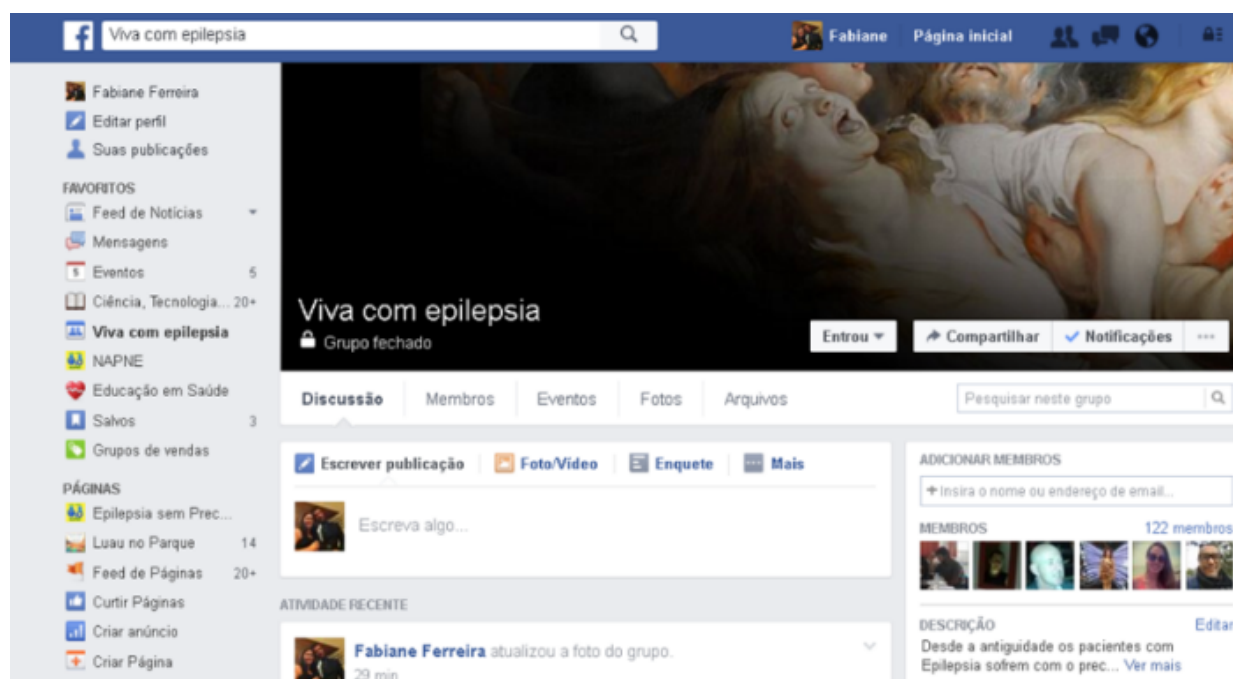 Viva com epilepsia
Fabiane
Página inicial
Fabiane Ferreira
Editar perfil
Suas publicações
FAVORITOS
Feed de Notícias
Mensagens
Eventos 5
Ciência, Tecnologia... 20+
Viva com epilepsia
NAPNE
Educação em Saúde
Salvos 3
Grupos de vendas
PÁGINAS
Epilepsia sem Prec...
Luau no Parque 14
Feed de Páginas 20+
Curtir Páginas
Criar anúncio
Criar Página
Viva com epilepsia
Grupo fechado
Entrou
Compartilhar
Notificações
Discussão Membros Eventos Fotos Arquivos
Pesquisar neste grupo
Escrever publicação Foto/Vídeo Enquete Mais
Escreva algo...
ATIVIDADE RECENTE
Fabiane Ferreira atualizou a foto do grupo.
29 min
ADICIONAR MEMBROS
+Insira o nome ou endereço de email...
MEMBROS 122 membros
DESCRIÇÃO Editar
Desde a antiguidade os pacientes com
Epilepsia sofrem com o prec... Ver mais